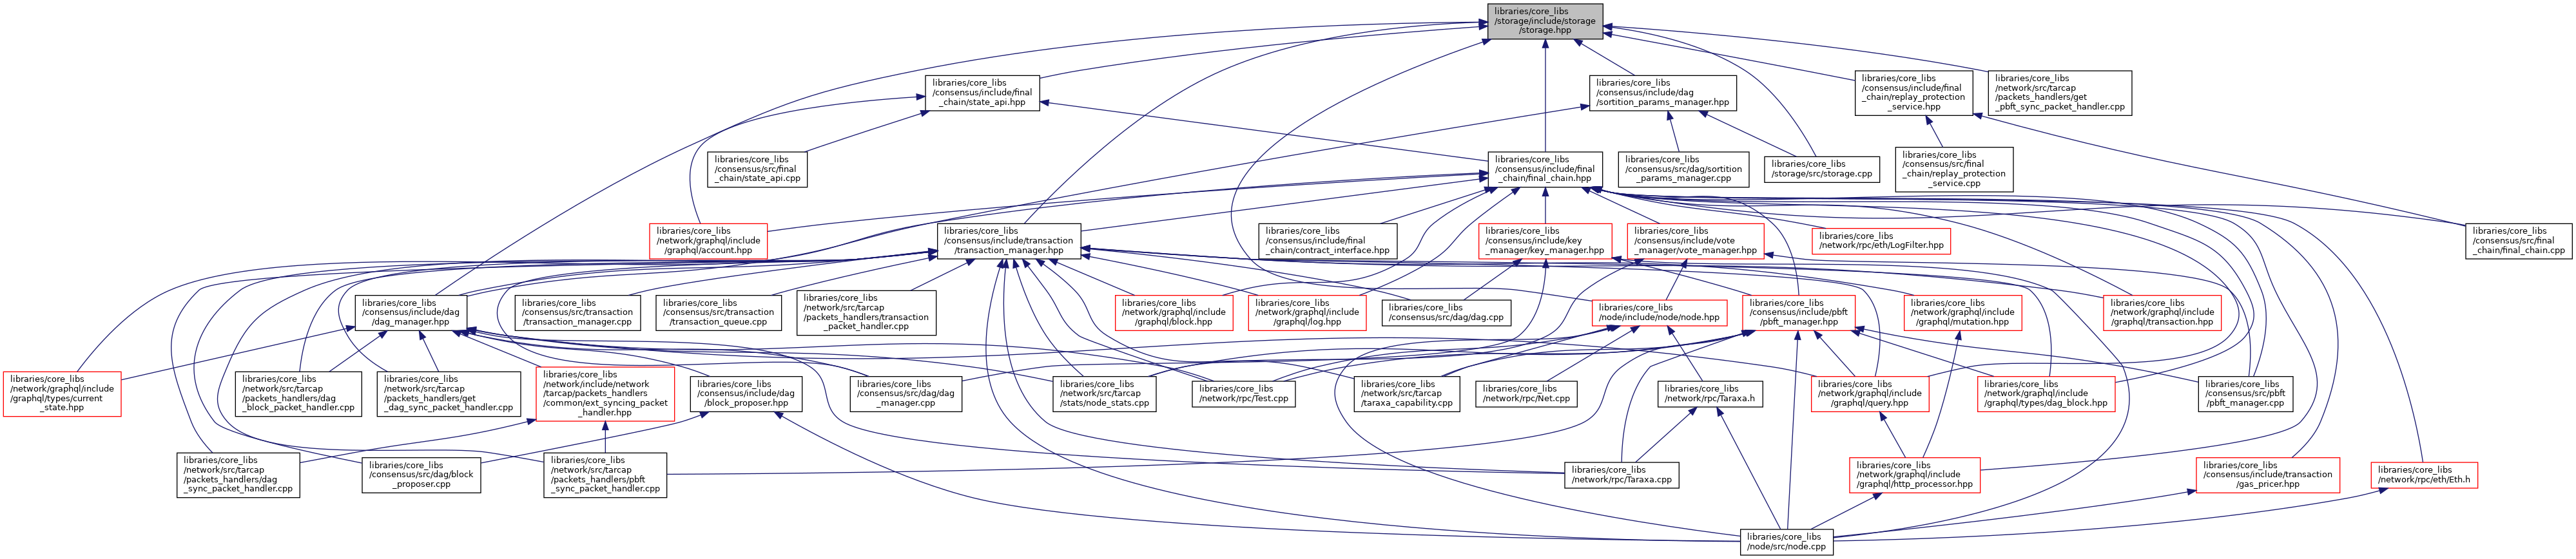 libraries/core_libs
/storage/include/storage
/storage.hpp
libraries/core_libs
/consensus/include/final
_chain/state_api.hpp
libraries/core_libs
/consensus/include/dag
/sortition_params_manager.hpp
libraries/core_libs
/consensus/include/final
_chain/replay_protection
_service.hpp
libraries/core_libs
/network/src/tarcap
/packets_handlers/get
_pbft_sync_packet_handler.cpp
libraries/core_libs
/consensus/src/final
_chain/state_api.cpp
libraries/core_libs
/consensus/include/final
_chain/final_chain.hpp
libraries/core_libs
/consensus/src/dag/sortition
_params_manager.cpp
libraries/core_libs
/storage/src/storage.cpp
libraries/core_libs
/consensus/src/final
_chain/replay_protection
_service.cpp
libraries/core_libs
/network/graphql/include
/graphql/account.hpp
libraries/core_libs
/consensus/include/transaction
/transaction_manager.hpp
libraries/core_libs
/consensus/include/final
_chain/contract_interface.hpp
libraries/core_libs
/consensus/include/key
_manager/key_manager.hpp
libraries/core_libs
/consensus/include/vote
_manager/vote_manager.hpp
libraries/core_libs
/network/rpc/eth/LogFilter.hpp
libraries/core_libs
/consensus/src/final
_chain/final_chain.cpp
libraries/core_libs
/consensus/include/dag
/dag_manager.hpp
libraries/core_libs
/consensus/src/transaction
/transaction_manager.cpp
libraries/core_libs
/consensus/src/transaction
/transaction_queue.cpp
libraries/core_libs
/network/src/tarcap
/packets_handlers/transaction
_packet_handler.cpp
libraries/core_libs
/network/graphql/include
/graphql/block.hpp
libraries/core_libs
/network/graphql/include
/graphql/log.hpp
libraries/core_libs
/consensus/src/dag/dag.cpp
libraries/core_libs
/node/include/node/node.hpp
libraries/core_libs
/consensus/include/pbft
/pbft_manager.hpp
libraries/core_libs
/network/graphql/include
/graphql/mutation.hpp
libraries/core_libs
/network/graphql/include
/graphql/transaction.hpp
libraries/core_libs
/network/graphql/include
/graphql/types/current
_state.hpp
libraries/core_libs
/network/src/tarcap
/packets_handlers/dag
_block_packet_handler.cpp
libraries/core_libs
/network/src/tarcap
/packets_handlers/get
_dag_sync_packet_handler.cpp
libraries/core_libs
/network/include/network
/tarcap/packets_handlers
/common/ext_syncing_packet
_handler.hpp
libraries/core_libs
/consensus/include/dag
/block_proposer.hpp
libraries/core_libs
/consensus/src/dag/dag
_manager.cpp
libraries/core_libs
/network/src/tarcap
/stats/node_stats.cpp
libraries/core_libs
/network/rpc/Test.cpp
libraries/core_libs
/network/src/tarcap
/taraxa_capability.cpp
libraries/core_libs
/network/rpc/Net.cpp
libraries/core_libs
/network/rpc/Taraxa.h
libraries/core_libs
/network/graphql/include
/graphql/query.hpp
libraries/core_libs
/network/graphql/include
/graphql/types/dag_block.hpp
libraries/core_libs
/consensus/src/pbft
/pbft_manager.cpp
libraries/core_libs
/network/src/tarcap
/packets_handlers/dag
_sync_packet_handler.cpp
libraries/core_libs
/consensus/src/dag/block
_proposer.cpp
libraries/core_libs
/network/src/tarcap
/packets_handlers/pbft
_sync_packet_handler.cpp
libraries/core_libs
/network/rpc/Taraxa.cpp
libraries/core_libs
/network/graphql/include
/graphql/http_processor.hpp
libraries/core_libs
/consensus/include/transaction
/gas_pricer.hpp
libraries/core_libs
/network/rpc/eth/Eth.h
libraries/core_libs
/node/src/node.cpp